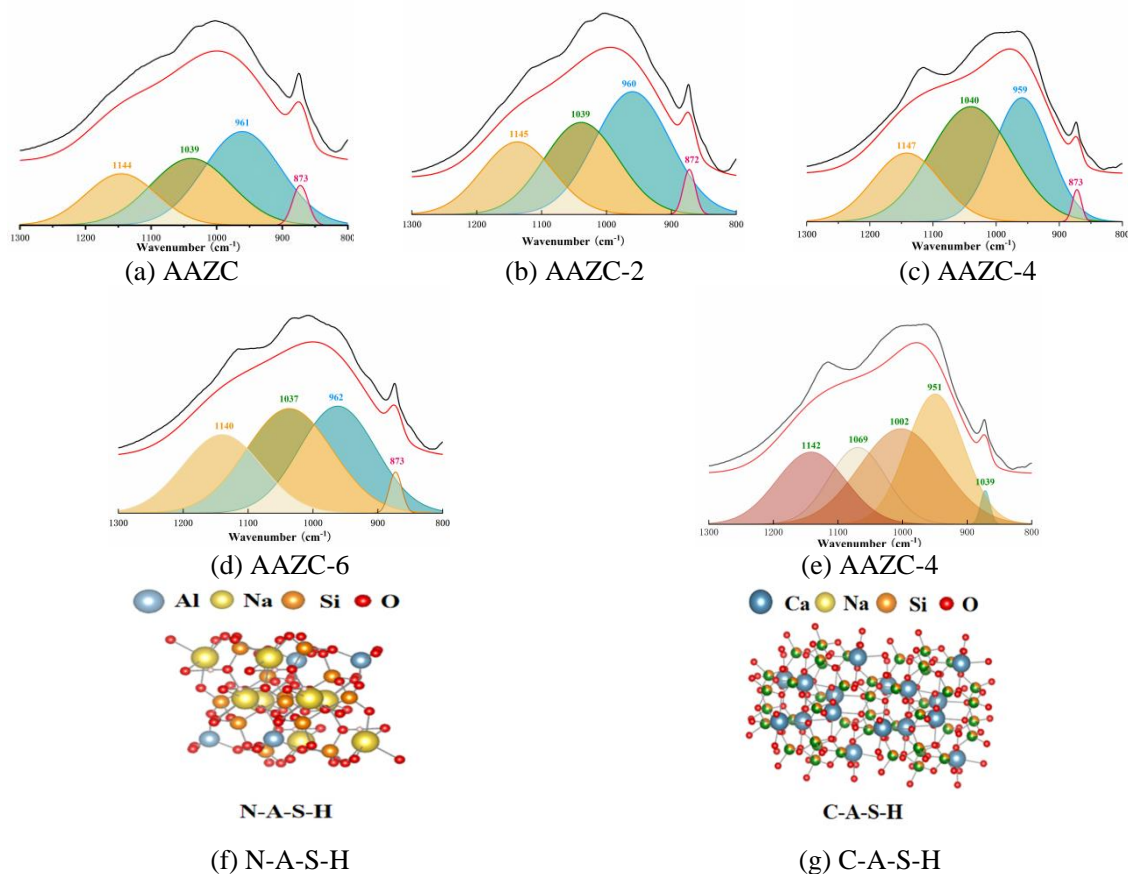 961
1039
1144
873
1300 1200 1100 1000 900 800
Wavenumber (cm⁻¹)
(a) AAZC
960
1039
1145
872
1300 1200 1100 1000 900 800
Wavenumber (cm⁻¹)
(b) AAZC-2
959
1040
1147
873
1300 1200 1100 1000 900 800
Wavenumber (cm⁻¹)
(c) AAZC-4
1037
962
1140
873
1300 1200 1100 1000 900 800
Wavenumber (cm⁻¹)
(d) AAZC-6
951
1002
1069
1142
1039
1300 1200 1100 1000 900 800
Wavenumber (cm⁻¹)
(e) AAZC-4
Al Na Si O
N-A-S-H
(f) N-A-S-H
Ca Na Si O
C-A-S-H
(g) C-A-S-H